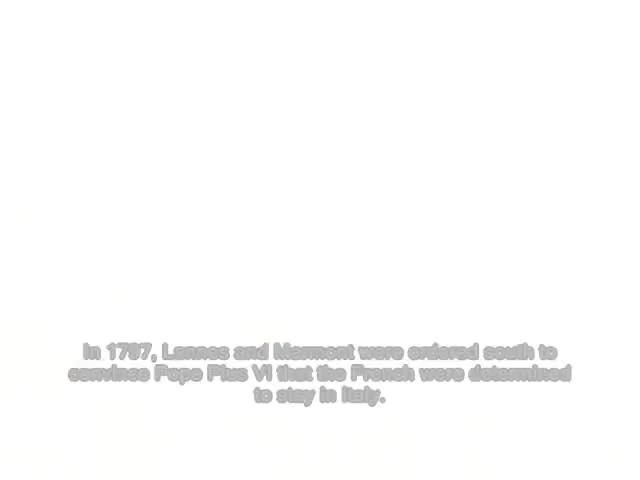 In 1797, Lannes and Marmont were ordered south to
convince Pope Pius VI that the French were determined
to stay in Italy.